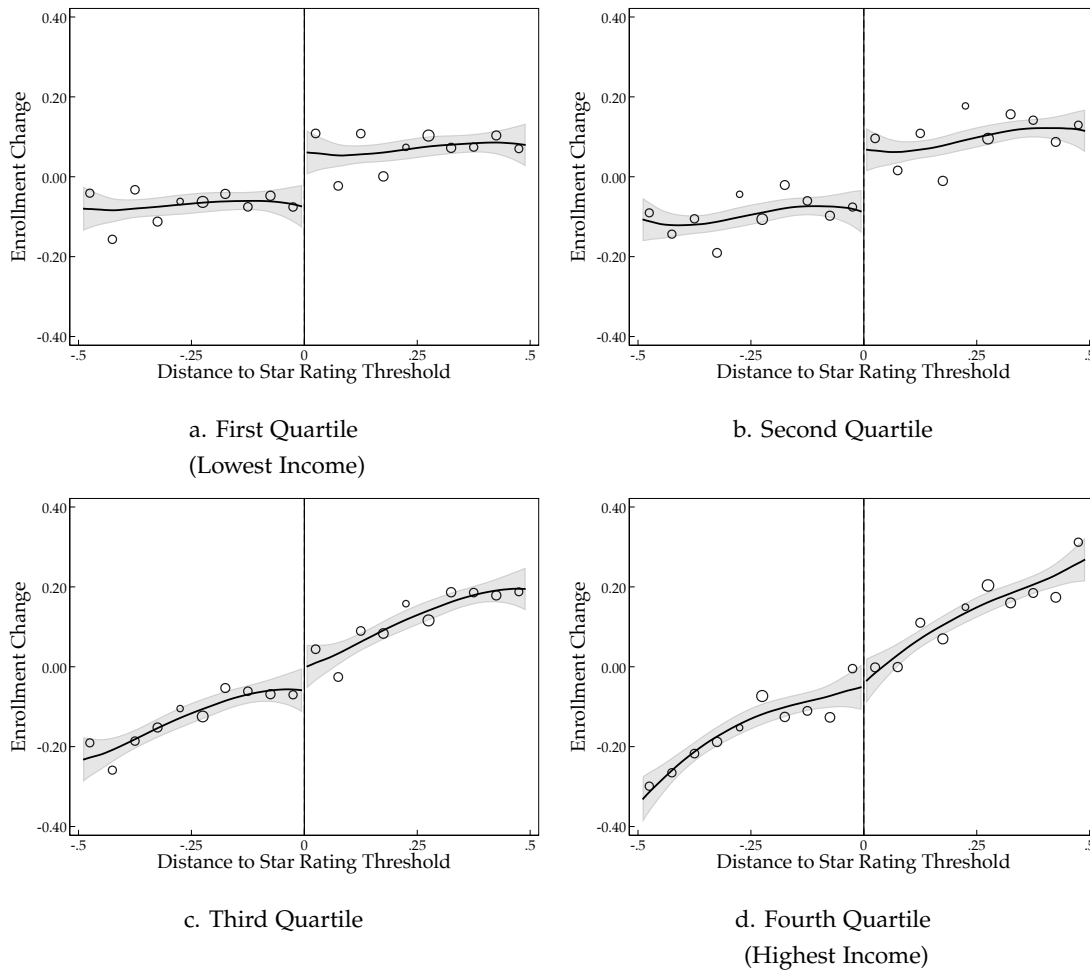 0.40
0.20
0.00
-0.20
-0.40
Enrollment Change
-.5
-.25
0
.25
.5
Distance to Star Rating Threshold
a. First Quartile
(Lowest Income)
0.40
0.20
0.00
-0.20
-0.40
Enrollment Change
-.5
-.25
0
.25
.5
Distance to Star Rating Threshold
b. Second Quartile
0.40
0.20
0.00
-0.20
-0.40
Enrollment Change
-.5
-.25
0
.25
.5
Distance to Star Rating Threshold
c. Third Quartile
0.40
0.20
0.00
-0.20
-0.40
Enrollment Change
-.5
-.25
0
.25
.5
Distance to Star Rating Threshold
d. Fourth Quartile
(Highest Income)